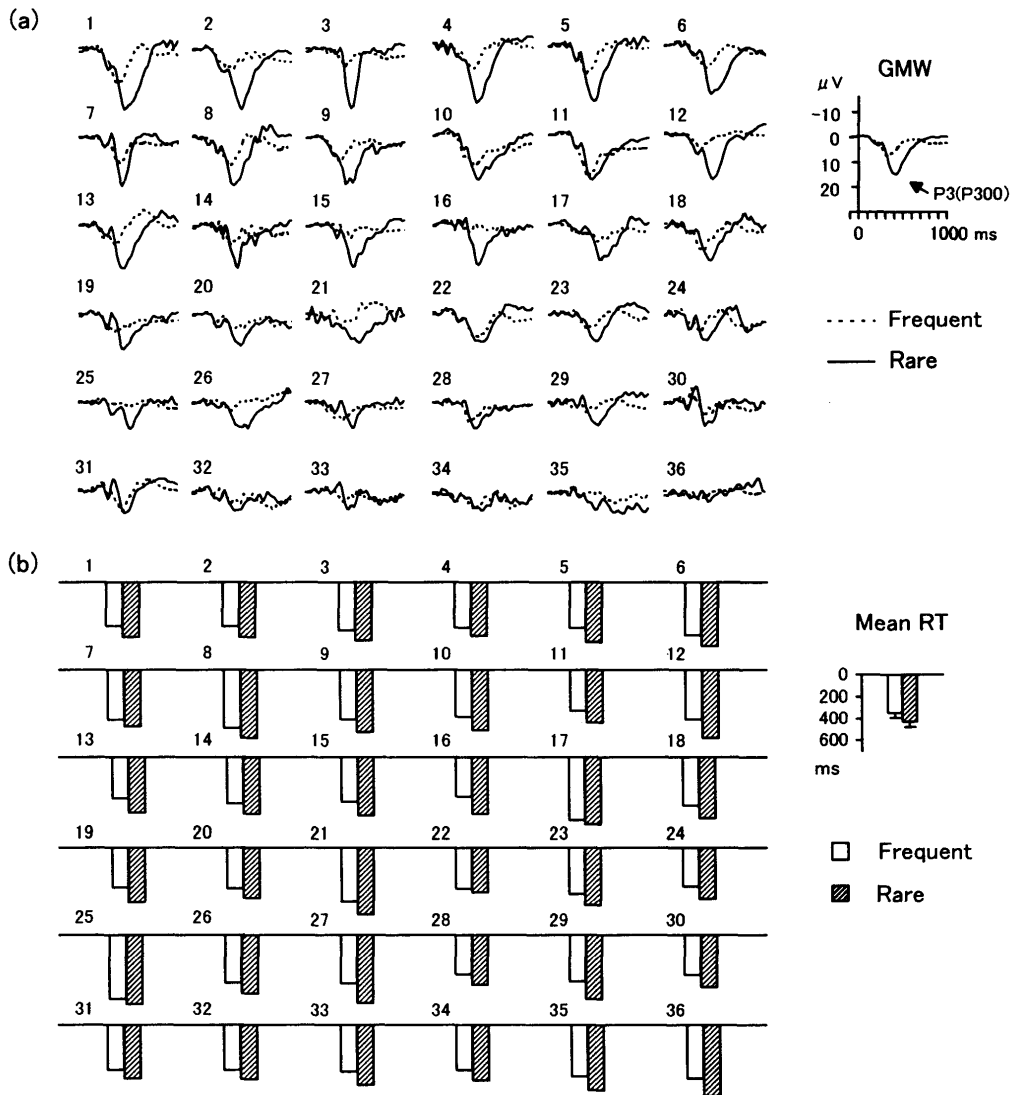 (a)
1 2 3 4 5 6
7 8 9 10 11 12
13 14 15 16 17 18
19 20 21 22 23 24
25 26 27 28 29 30
31 32 33 34 35 36
GMW
μV
-10
0
10
20
P3(P300)
0 1000 ms
Frequent
Rare
(b)
1 2 3 4 5 6
7 8 9 10 11 12
13 14 15 16 17 18
19 20 21 22 23 24
25 26 27 28 29 30
31 32 33 34 35 36
Mean RT
0
200
400
600
ms
Frequent
Rare